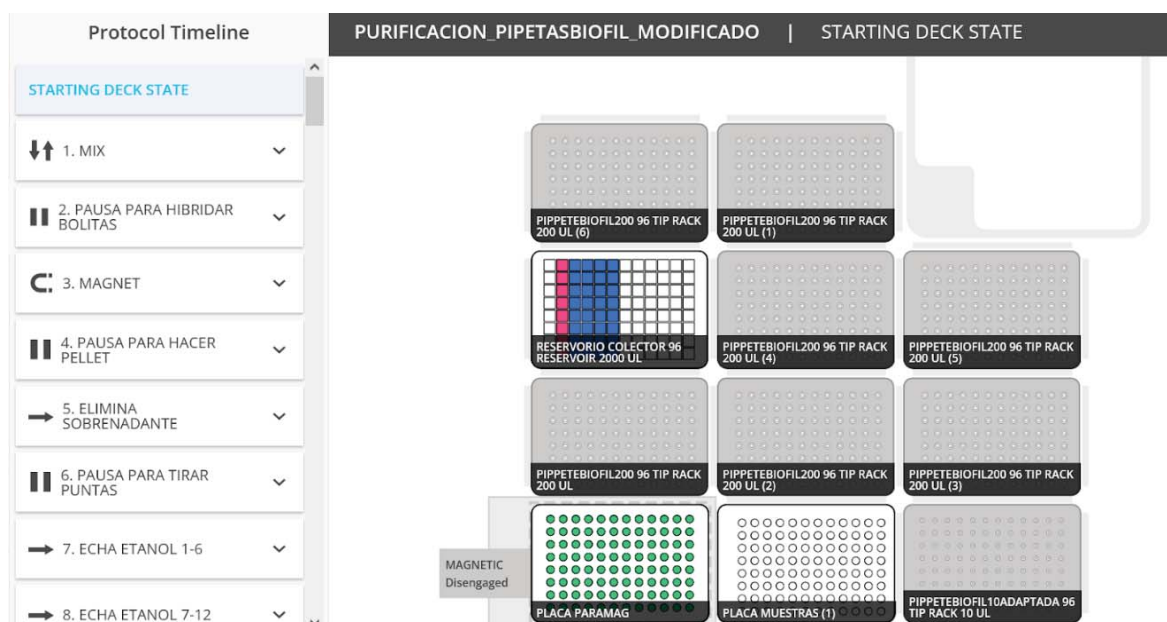 Protocol Timeline
STARTING DECK STATE
1. MIX
2. PAUSA PARA HIBRIDAR
BOLITAS
3. MAGNET
4. PAUSA PARA HACER
PELLET
5. ELIMINA
SOBRENADANTE
6. PAUSA PARA TIRAR
PUNTAS
7. ECHA ETANOL 1-6
8. ECHA ETANOL 7-12
PURIFICACION_PIPETASBIOFIL_MODIFICADO | STARTING DECK STATE
PIPPETEBIOFIL200 96 TIP RACK
200 UL (6)
PIPPETEBIOFIL200 96 TIP RACK
200 UL (1)
RESERVORIO COLECTOR 96
RESERVOIR 2000 UL
PIPPETEBIOFIL200 96 TIP RACK
200 UL (4)
PIPPETEBIOFIL200 96 TIP RACK
200 UL (5)
PIPPETEBIOFIL200 96 TIP RACK
200 UL
PIPPETEBIOFIL200 96 TIP RACK
200 UL (2)
PIPPETEBIOFIL200 96 TIP RACK
200 UL (3)
MAGNETIC
Disengaged
PLACA PARAMAG
PLACA MUESTRAS (1)
PIPPETEBIOFIL10ADAPTADA 96
TIP RACK 10 UL